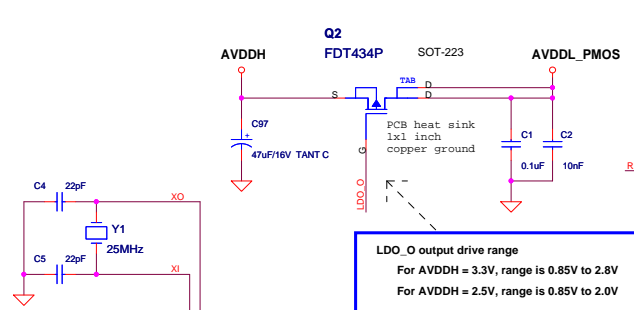 Q2
AVDDH
FDT434P
SOT-223
AVDDL_PMOS
TAB
S
D
D
C97
+
47uF/16V TANT C
PCB heat sink
1x1 inch
copper ground
G
LDO_O
C1
0.1uF
C2
10nF
R
C4
22pF
XO
Y1
25MHz
C5
22pF
XI
LDO_O output drive range
For AVDDH = 3.3V, range is 0.85V to 2.8V
For AVDDH = 2.5V, range is 0.85V to 2.0V